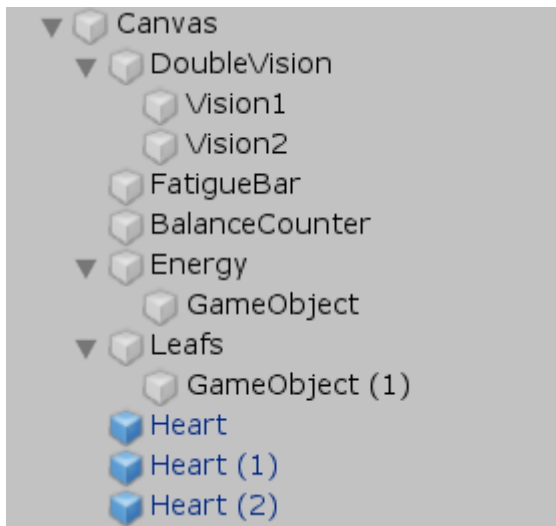 Canvas
DoubleVision
Vision1
Vision2
FatigueBar
BalanceCounter
Energy
GameObject
Leafs
GameObject (1)
Heart
Heart (1)
Heart (2)